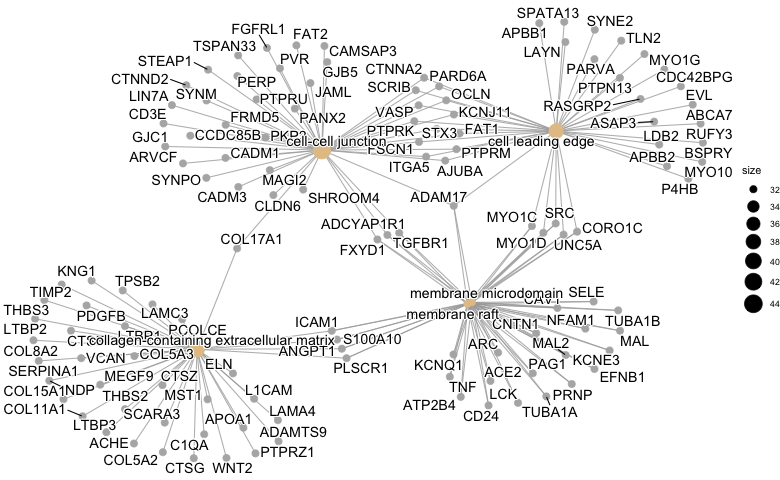 SPATA13
FGFRL1
FAT2
APBB1
SYNE2
TSPAN33
CAMSAP3
LAYN
TLN2
STEAP1
PVR
GJB5
CTNNA2
PARD6A
PARVA
MYO1G
CTNND2
PERP
JAML
SCRIB
OCLN
PTPN13
CDC42BPG
LIN7A
SYNM
PTPRU
RASGRP2
EVL
CD3E
FRMD5
PANX2
VASP
KCNJ11
ASAP3
ABCA7
GJC1
CCDC85B
PTPRK
STX3
FAT1
LDB2
RUFY3
cell-cell junction
cell leading edge
ARVCF
CADM1
FSCN1
PTPRM
APBB2
BSPRY
ITGA5
AJUBA
MYO10
SYNPO
MAGI2
P4HB
CADM3
CLDN6
SHROOM4
ADAM17
COL17A1
ADCYAP1R1
MYO1C
SRC
CORO1C
FXYD1
TGFBR1
MYO1D
UNC5A
KNG1
TPSB2
TIMP2
membrane microdomain
SELE
THBS3
PDGFB
LAMC3
membrane raft
LTBP2
PCOLCE
ICAM1
CNTN1
NFAM1
TUBA1B
collagen-containing extracellular matrix
S100A10
MAL
COL8A2
VCAN
COL5A3
ANGPT1
ARC
MAL2
SERPINA1
ELN
PLSCR1
KCNQ1
PAG1
KCNE3
MEGF9
CTSZ
ACE2
EFNB1
COL15A1
NDP
THBS2
MST1
L1CAM
TNF
LCK
PRNP
COL11A1
SCARA3
APOA1
LAMA4
ATP2B4
CD24
TUBA1A
LTBP3
ADAMTS9
ACHE
C1QA
PTPRZ1
COL5A2
CTSG
WNT2
size
32
34
36
38
40
42
44